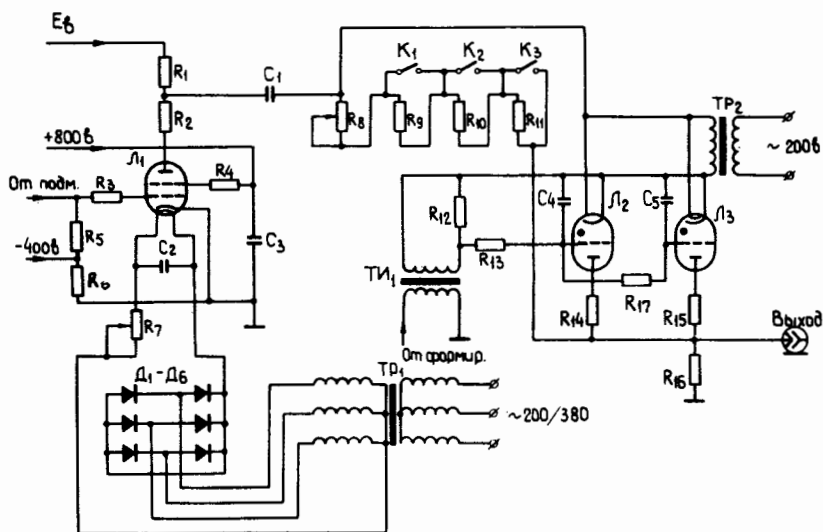 Eв
R1
R2
C1
K1
K2
K3
R8
R9
R10
R11
ТР2
~200в
+800в
Л1
От подм.
R3
R4
R5
-400в
R6
C2
C3
R7
R12
R13
ТИ1
От формир.
C4
Л2
C5
Л3
R17
R14
R15
R16
Выход
Д1-Д6
ТР1
~200/380